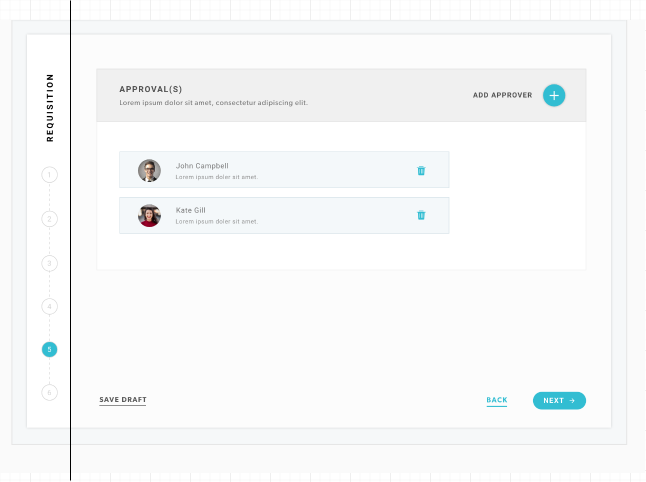 REQUISITION
1
2
3
4
5
6
APPROVAL(S)
Lorem ipsum dolor sit amet, consectetur adipiscing elit.
ADD APPROVER
John Campbell
Lorem ipsum dolor sit amet.
Kate Gill
Lorem ipsum doler sit amet.
SAVE DRAFT
BACK
NEXT →